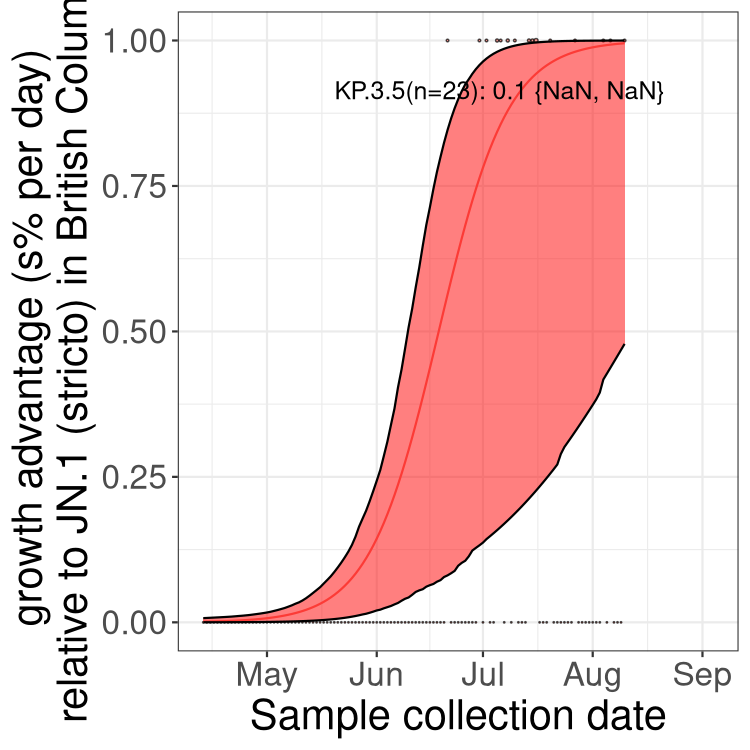 growth advantage (s% per day)
relative to JN.1 (stricto) in British Colum
1.00
0.75
0.50
0.25
0.00
KP.3.5(n=23): 0.1 {NaN, NaN}
May Jun Jul Aug Sep
Sample collection date